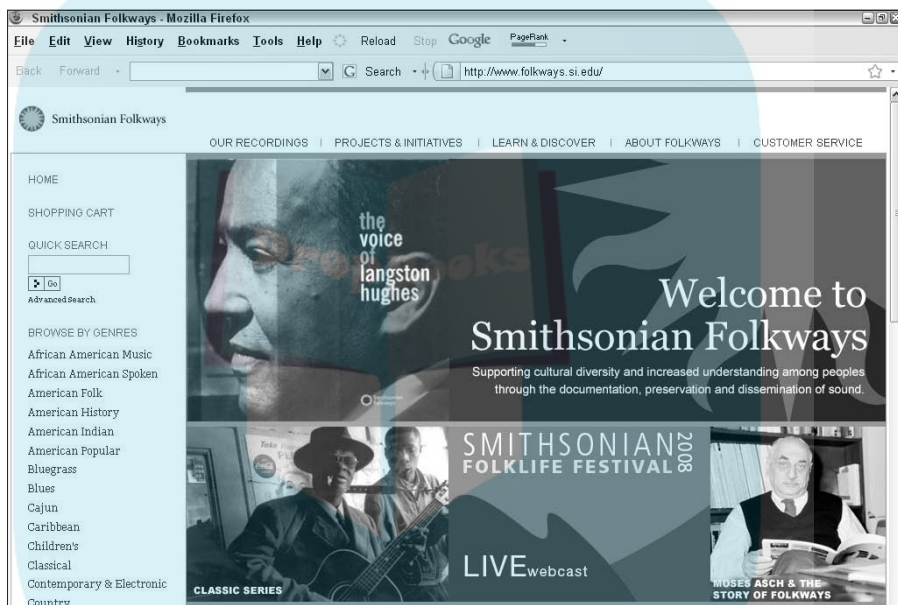 Smithsonian Folkways - Mozilla Firefox
File Edit View History Bookmarks Tools Help Reload Stop Google PageRank
Back Forward G Search http://www.folkways.si.edu/
Smithsonian Folkways
OUR RECORDINGS | PROJECTS & INITIATIVES | LEARN & DISCOVER | ABOUT FOLKWAYS | CUSTOMER SERVICE
HOME
SHOPPING CART
QUICK SEARCH
Go
Advanced Search
BROWSE BY GENRES
African American Music
African American Spoken
American Folk
American History
American Indian
American Popular
Bluegrass
Blues
Cajun
Caribbean
Children's
Classical
Contemporary & Electronic
Country
the
voice
of
langston
hughes
Smithsonian
Folkways
Welcome to
Smithsonian Folkways
Supporting cultural diversity and increased understanding among peoples
through the documentation, preservation and dissemination of sound.
CLASSIC SERIES
SMITHSONIAN
FOLKLIFE FESTIVAL 2008
LIVE webcast
MOSES ASCH & THE
STORY OF FOLKWAYS